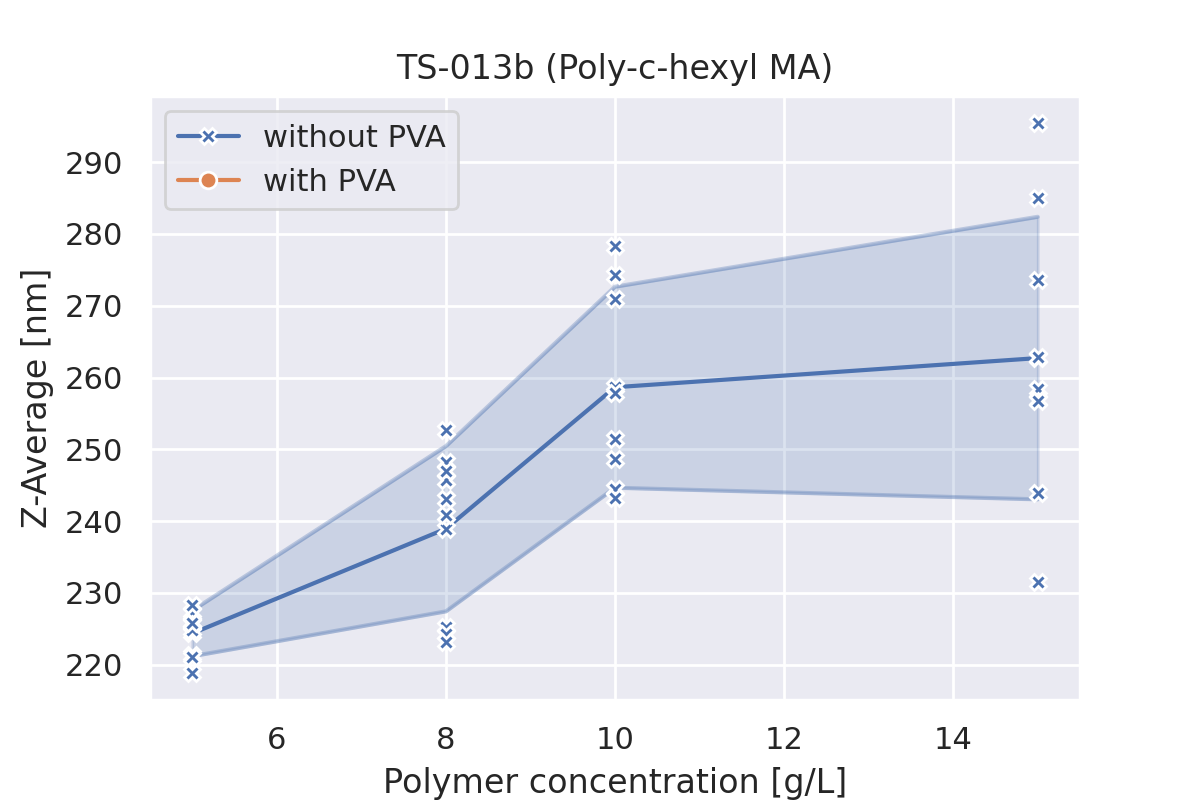 TS-013b (Poly-c-hexyl MA)
without PVA
with PVA
290
280
270
260
250
240
230
220
Z-Average [nm]
6 8 10 12 14
Polymer concentration [g/L]